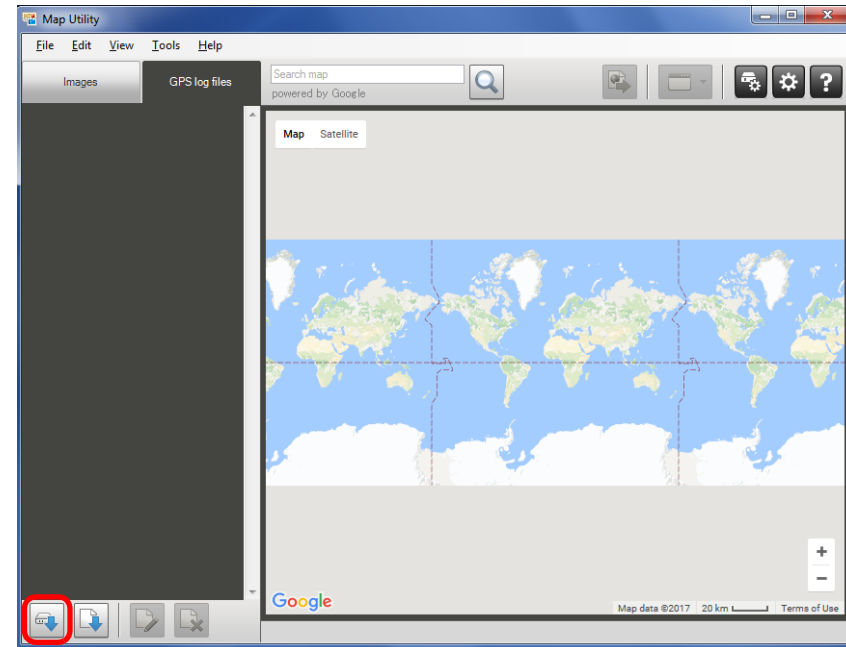 Map Utility
File Edit View Tools Help
Images GPS log files
Search map
powered by Google
?
Map Satellite
+
−
Google
Map data ©2017 20 km Terms of Use